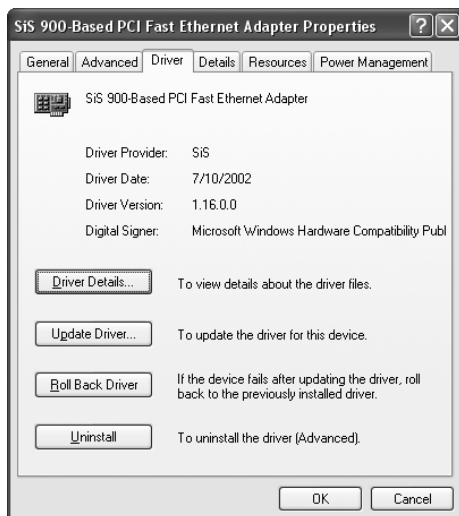 SiS 900-Based PCI Fast Ethernet Adapter Properties
General Advanced Driver Details Resources Power Management
SiS 900-Based PCI Fast Ethernet Adapter
Driver Provider: SiS
Driver Date: 7/10/2002
Driver Version: 1.16.0.0
Digital Signer: Microsoft Windows Hardware Compatibility Publ
Driver Details... To view details about the driver files.
Update Driver... To update the driver for this device.
Roll Back Driver If the device fails after updating the driver, roll
back to the previously installed driver.
Uninstall To uninstall the driver (Advanced).
OK Cancel